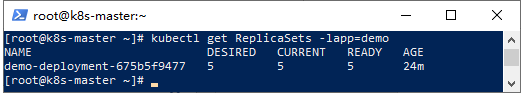 root@k8s-master:~
[root@k8s-master ~]# kubectl get ReplicaSets -lapp=demo
NAME DESIRED CURRENT READY AGE
demo-deployment-675b5f9477 5 5 5 24m
[root@k8s-master ~]#